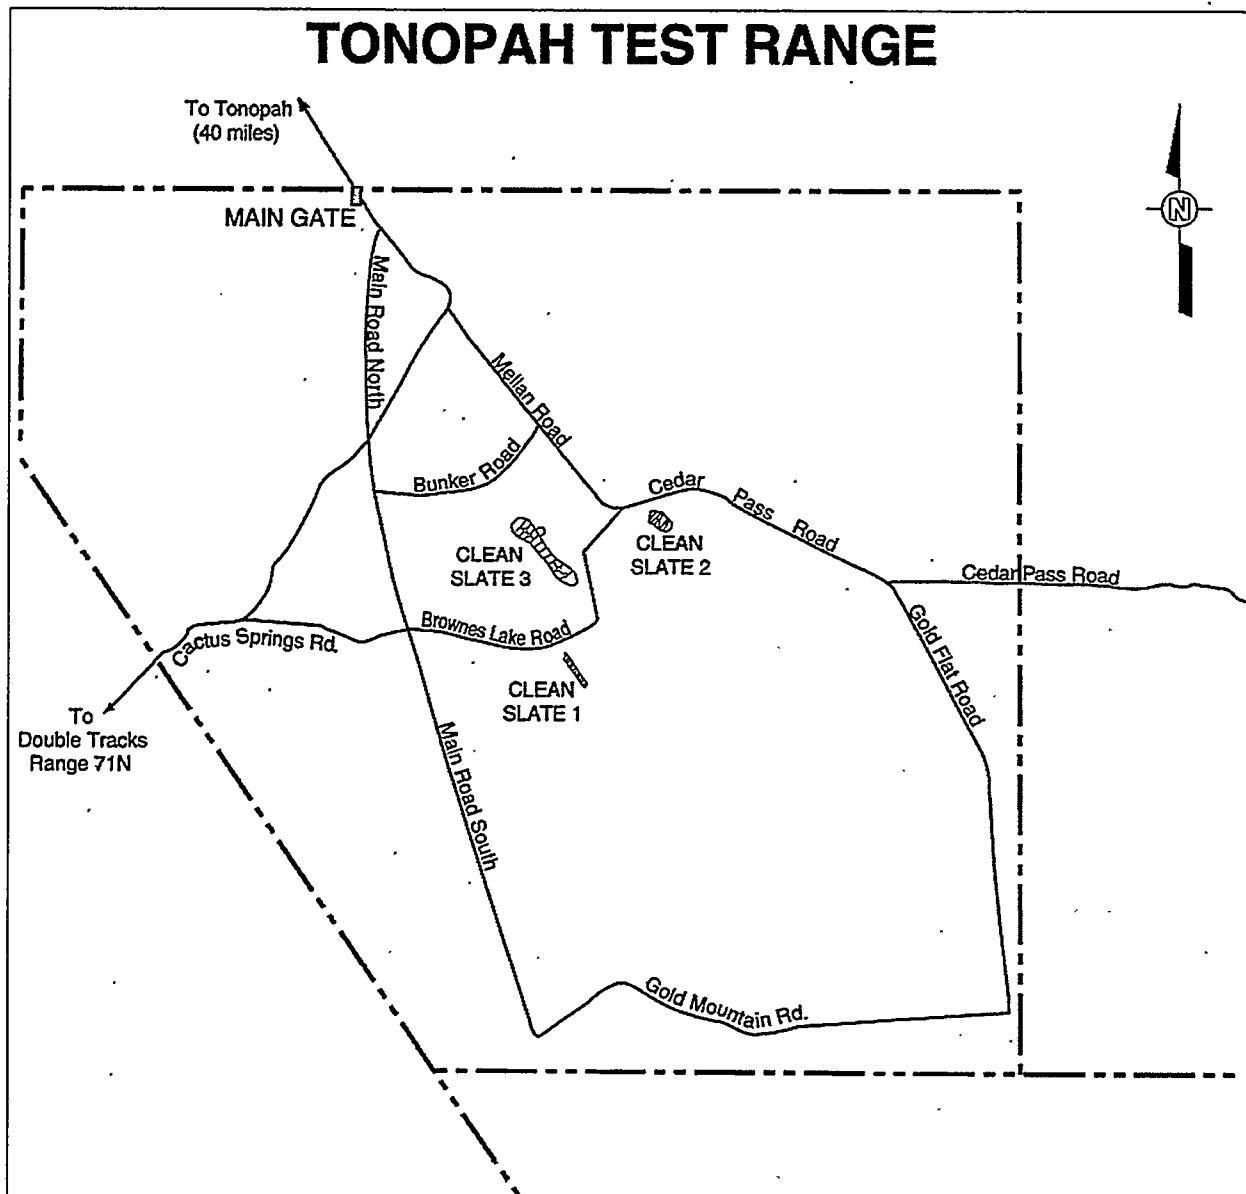 TONOPAH TEST RANGE
To Tonopah
(40 miles)
MAIN GATE
N
Main Road North
Mellan Road
Bunker Road
Cedar Pass Road
CLEAN
SLATE 3
CLEAN
SLATE 2
Cedar Pass Road
Gold Flat Road
Brownes Lake Road
Cactus Springs Rd.
CLEAN
SLATE 1
To
Double Tracks
Range 71N
Main Road South
Gold Mountain Rd.